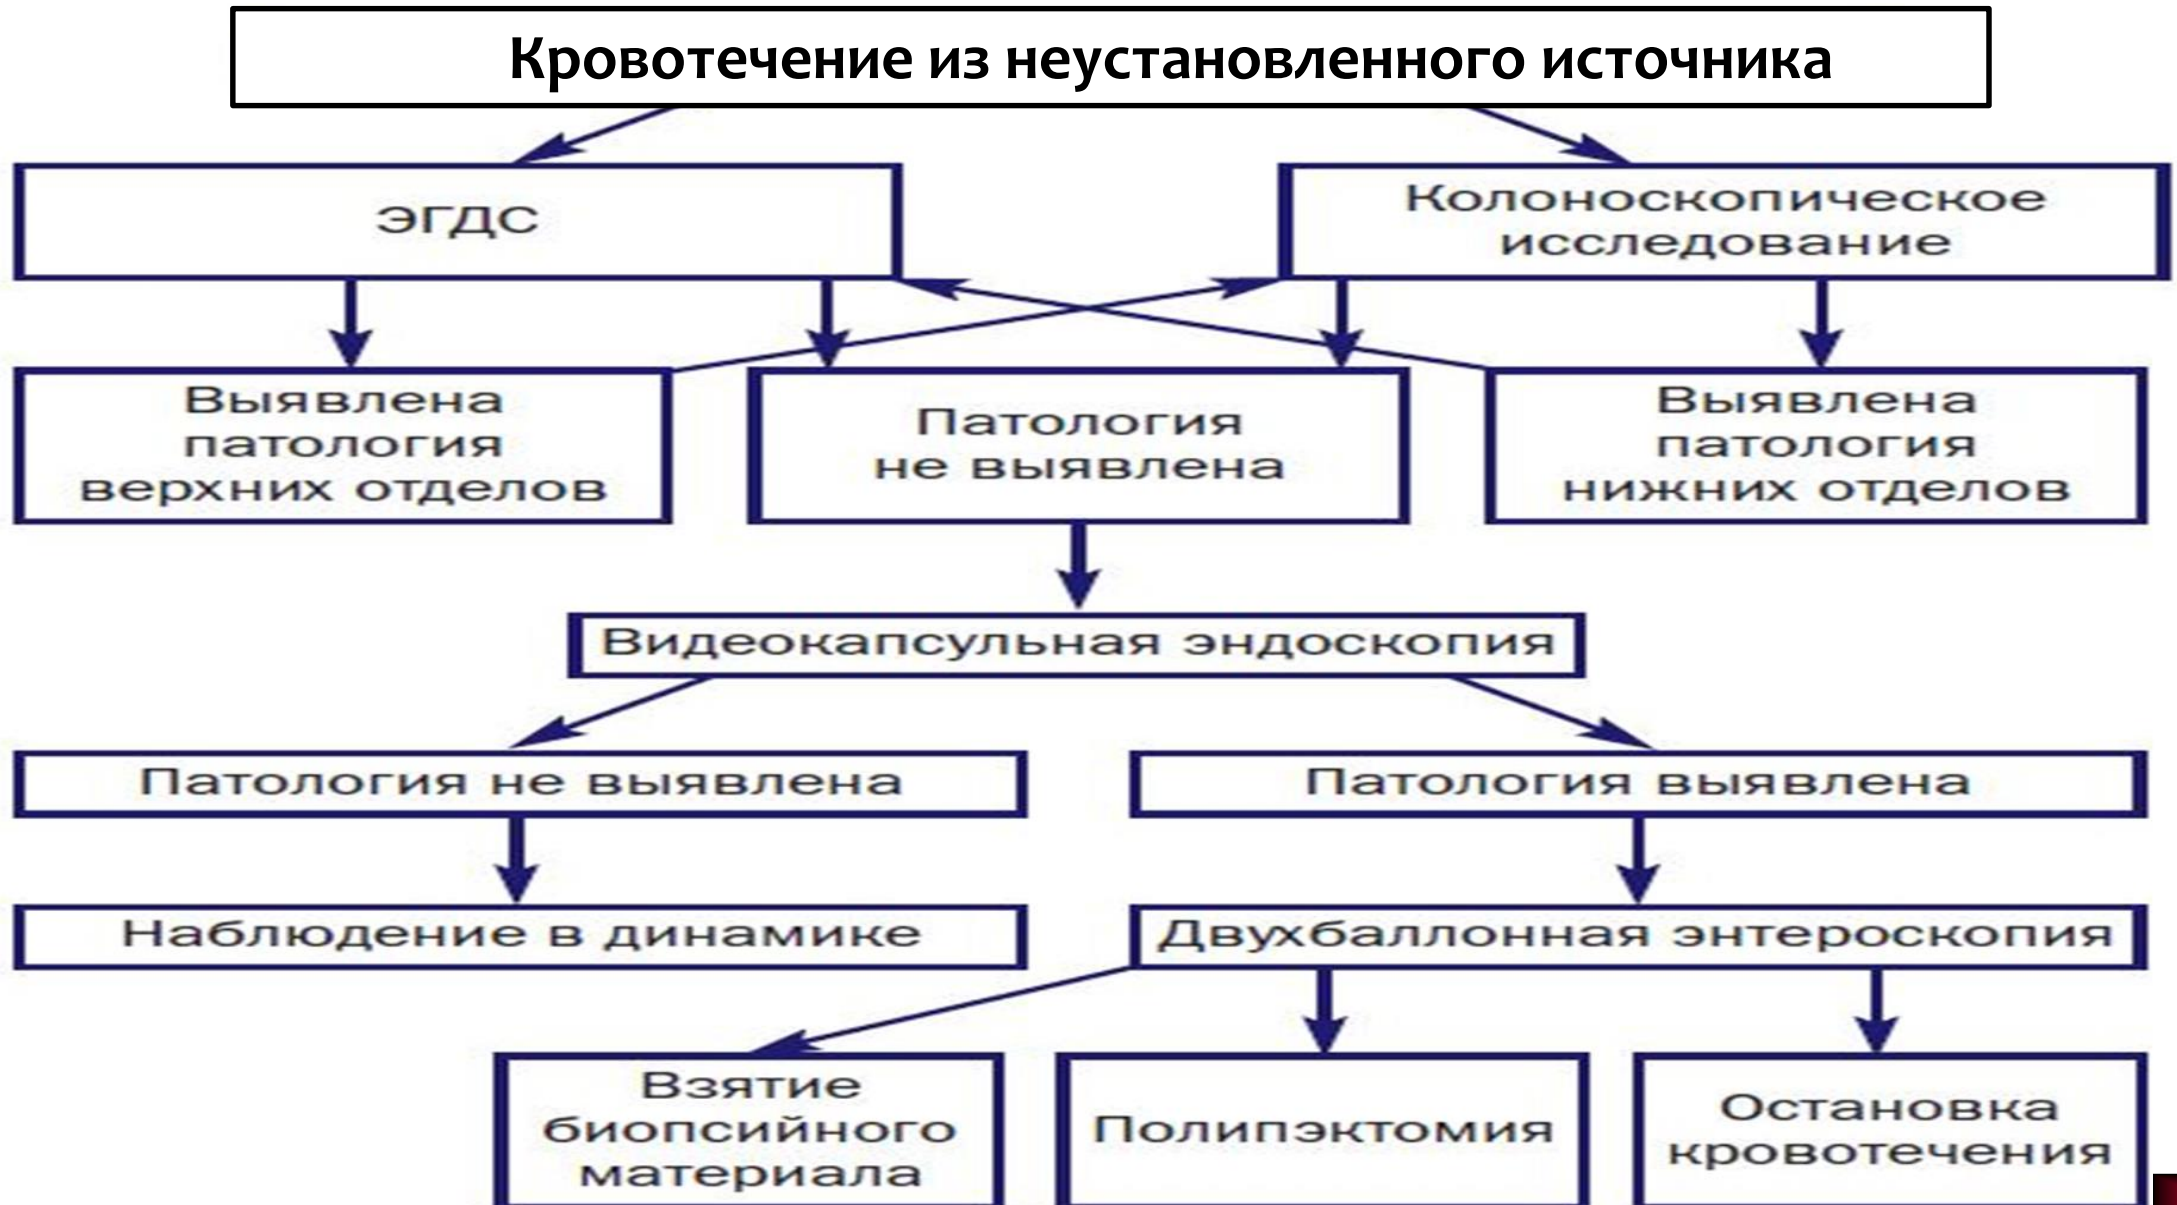 Кровотечение из неустановленного источника
ЭГДС
Колоноскопическое
исследование
Выявлена
патология
верхних отделов
Патология
не выявлена
Выявлена
патология
нижних отделов
Видеокапсульная эндоскопия
Патология не выявлена
Патология выявлена
Наблюдение в динамике
Двухбаллонная энтероскопия
Взятие
биопсийного
материала
Полипэктомия
Остановка
кровотечения